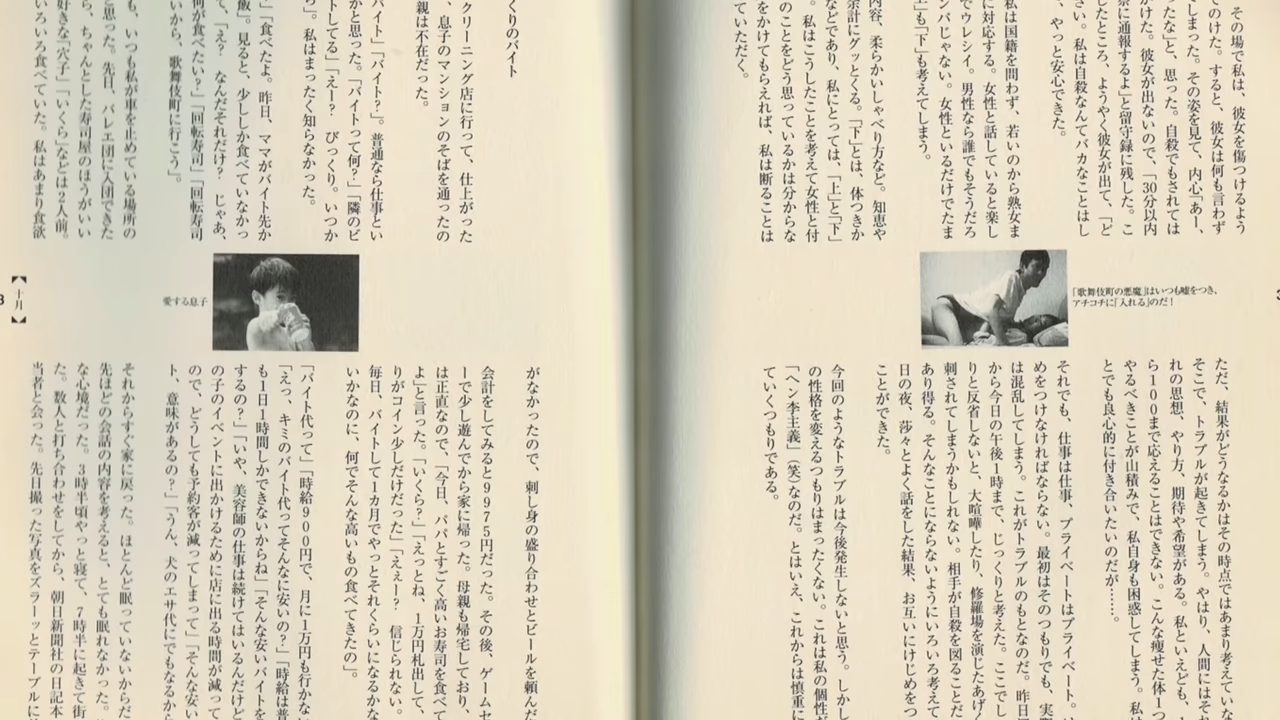 その場で私は、彼女を傷つけるよう
てのけた。すると、彼女は何も言わず
てしまった。その姿を見て、内心「あー、
ったな」と、思った。自殺でもされては
かけた。彼女が出ないので、「30分以内
察に通報するよ」と留守録に残した。こ
したところ、ようやく彼女が出て、「ど
さい。私は自殺なんてバカなことはし
、やっと安心できた。
私は国籍を問わず、若いのから熟女ま
に対応する。女性と話していると楽し
でウレシイ。男性なら誰でもそうだろ
ンパじゃない。女性といるだけでたま
上」も「下」も考えてしまう。
内容、柔らかいしゃべり方など。知恵や
余計にグッとくる。「下」とは、体つきか
などであり、私にとっては、「上」と「下」
。私はこうしたことを考えて女性と付
のことをどう思っているかは分からな
をかけてもらえれば、私は断ることは
ていただく。
「歌舞伎町の悪魔」はいつも嘘をつき、
アチコチに「入れる」のだ!
ただ、結果がどうなるかはその時点ではあまり考えていな
そこで、トラブルが起きてしまう。やはり、人間にはそ
れの思想、やり方、期待や希望がある。私といえども、1
ら100まで応えることはできない。こんな痩せた体1つ
やるべきことが山積みで、私自身も困惑してしまう。私は
とても良心的に付き合いたいのだが……。
それでも、仕事は仕事、プライベートはプライベート。
めをつけなければならない。最初はそのつもりでも、実際
は混乱してしまう。これがトラブルのもとなのだ。昨日
から今日の午後1時まで、じっくりと考えた。ここでし
りと反省しないと、大喧嘩したり、修羅場を演じたあげく
刺されてしまうかもしれない。相手が自殺を図ることだ
あり得る。そんなことにならないようにいろいろ考えて
日の夜、莎々とよく話をした結果、お互いにけじめをつ
ことができた。
今回のようなトラブルは今後発生しないと思う。しかし
の性格を変えるつもりはまったくない。これは私の個性だ
「ヘン李主義」(笑)なのだ。とはいえ、これからは慎重に
ていくつもりである。
くりのバイト
クリーニング店に行って、仕上がった
、息子のマンションのそばを通ったの
親は不在だった。
バイト」「バイト?」。普通なら仕事とい
かと思った。「バイトって何?」「隣のビ
トしてる」「えー? びっくり。いつか
ら」。私はまったく知らなかった。
」「食べたよ。昨日、ママがバイト先か
飯」。見ると、少ししか食べていなかっ
て、「え? なんだそれだけ? じゃあ、
何が食べたい?」「回転寿司」「回転寿司
いから、歌舞伎町に行こう」。
も、いつも私が車を止めている場所の
と思った。先日、バレエ団に入団できた
ら、ちゃんとした寿司屋のほうがいい
好きな「穴子」「いくら」などは2人前。
いろいろ食べていた。私はあまり食欲
愛する息子
【十月】
がなかったので、刺し身の盛り合わせとビールを頼んだ
会計をしてみると9975円だった。その後、ゲームセ
ーで少し遊んでから家に帰った。母親も帰宅しており、
は正直なので、「今日、パパとすごく高いお寿司を食べて
よ」と言った。「いくら?」「えっとね、1万円札出して、
りがコイン少しだけだった」「えぇー? 信じられない。
毎日、バイトして1カ月でやっとそれくらいになるかな
いかなのに、何でそんな高いもの食べてきたの」。
「バイト代って」「時給900円で、月に1万円も行かない
「えっ、キミのバイト代ってそんなに安いの?」「時給は普
も1日1時間しかできないからね」「そんな安いバイトを
するの?」「いや、美容師の仕事は続けてはいるんだけど
の子のイベントに出かけるために店に出る時間が減って
ので、どうしても予約客が減ってしまって」「そんな安い
ト、意味があるの?」「うん、犬のエサ代にでもなるから
それからすぐ家に戻った。ほとんど眠っていないからだ
先ほどの会話の内容を考えると、とても眠れなかった。
な心境だった。3時半頃やっと寝て、7時半に起きて街
た。数人と打ち合わせをしてから、朝日新聞社の日記本
当者と会った。先日撮った写真をズラーッとテーブルに